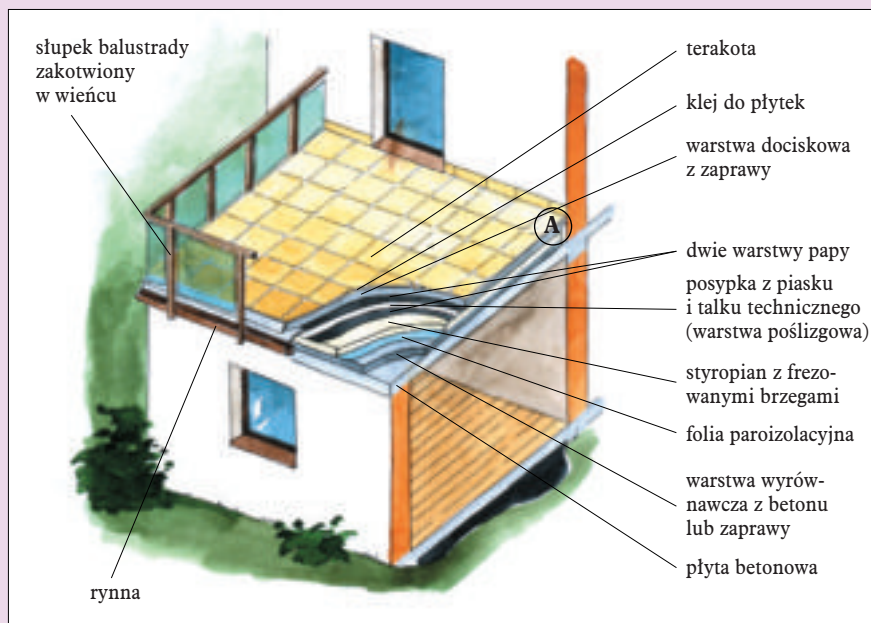 słupek balustrady
zakotwiony
w wieńcu
terakota
klej do płytek
warstwa dociskowa
z zaprawy
A
dwie warstwy papy
posypka z piasku
i talku technicznego
(warstwa poślizgowa)
styropian z frezo-
wanymi brzegami
folia paroizolacyjna
warstwa wyrów-
nawcza z betonu
lub zaprawy
płyta betonowa
rynna